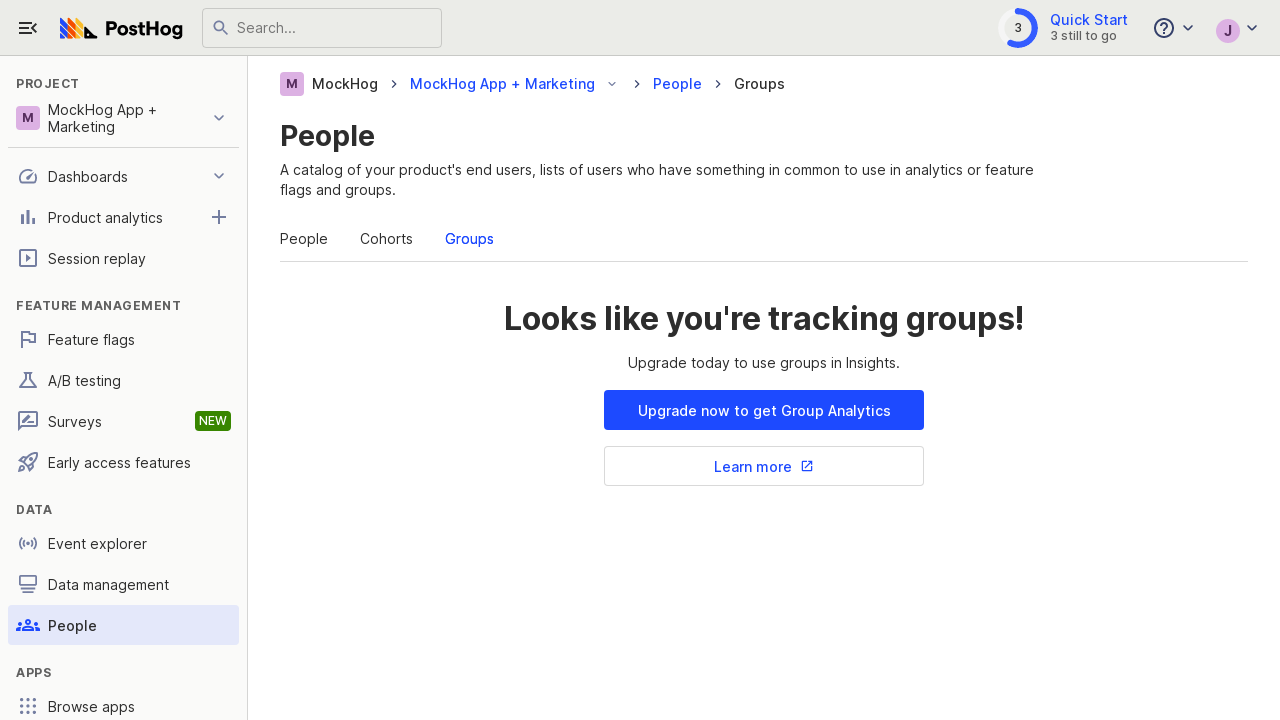 PostHog
Search...
3
Quick Start
3 still to go
J
PROJECT
M
MockHog App +
Marketing
Dashboards
Product analytics
Session replay
FEATURE MANAGEMENT
Feature flags
A/B testing
Surveys
NEW
Early access features
DATA
Event explorer
Data management
People
APPS
Browse apps
M MockHog MockHog App + Marketing People Groups
People
A catalog of your product's end users, lists of users who have something in common to use in analytics or feature
flags and groups.
People Cohorts Groups
Looks like you're tracking groups!
Upgrade today to use groups in Insights.
Upgrade now to get Group Analytics
Learn more